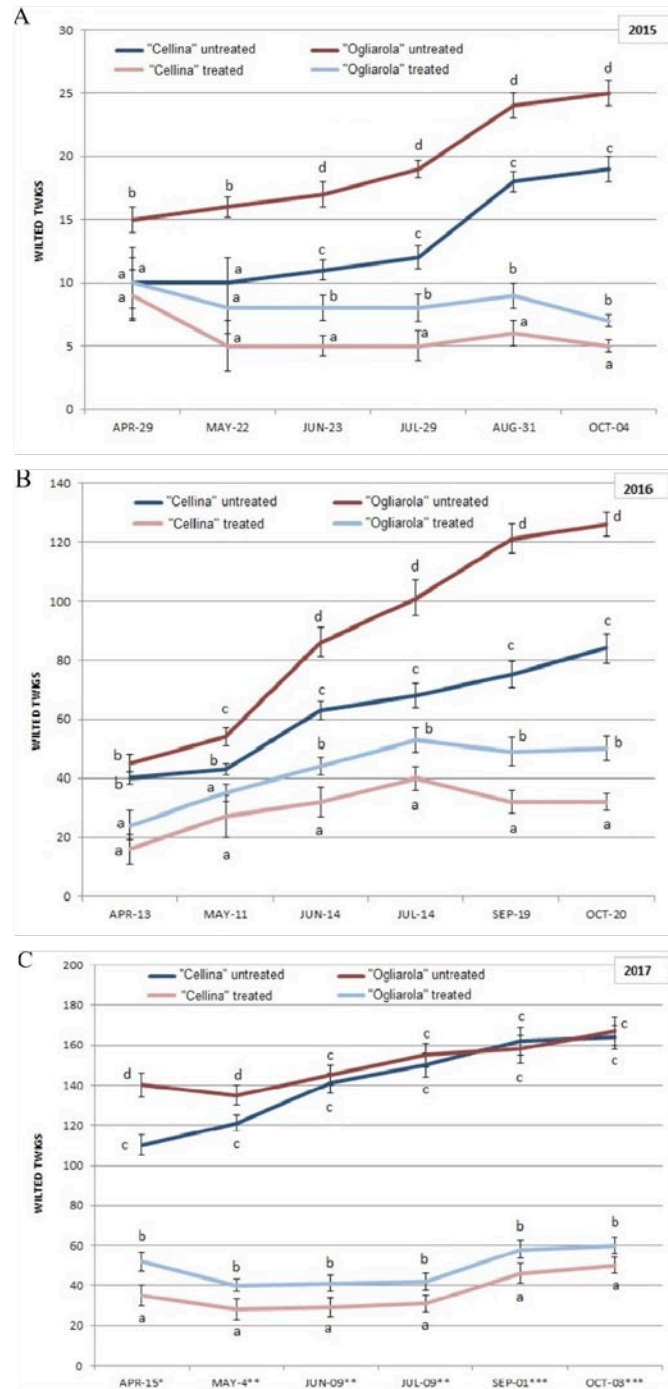 A
2015
"Cellina" untreated "Ogliarola" untreated
"Cellina" treated "Ogliarola" treated
WILTED TWIGS
30
25
20
15
10
5
0
b b d d d d
a a c c c c
a a b b b b
a a a a a a
APR-29 MAY-22 JUN-23 JUL-29 AUG-31 OCT-04
B
2016
"Cellina" untreated "Ogliarola" untreated
"Cellina" treated "Ogliarola" treated
WILTED TWIGS
140
120
100
80
60
40
20
0
b c d d d d
b b c c c c
a a b b b b
a a a a a a
APR-13 MAY-11 JUN-14 JUL-14 SEP-19 OCT-20
C
2017
"Cellina" untreated "Ogliarola" untreated
"Cellina" treated "Ogliarola" treated
WILTED TWIGS
200
180
160
140
120
100
80
60
40
20
0
d d c c c c
c c c c c c
b b b b b b
a a a a a a
APR-15* MAY-4** JUN-09** JUL-09** SEP-01*** OCT-03***